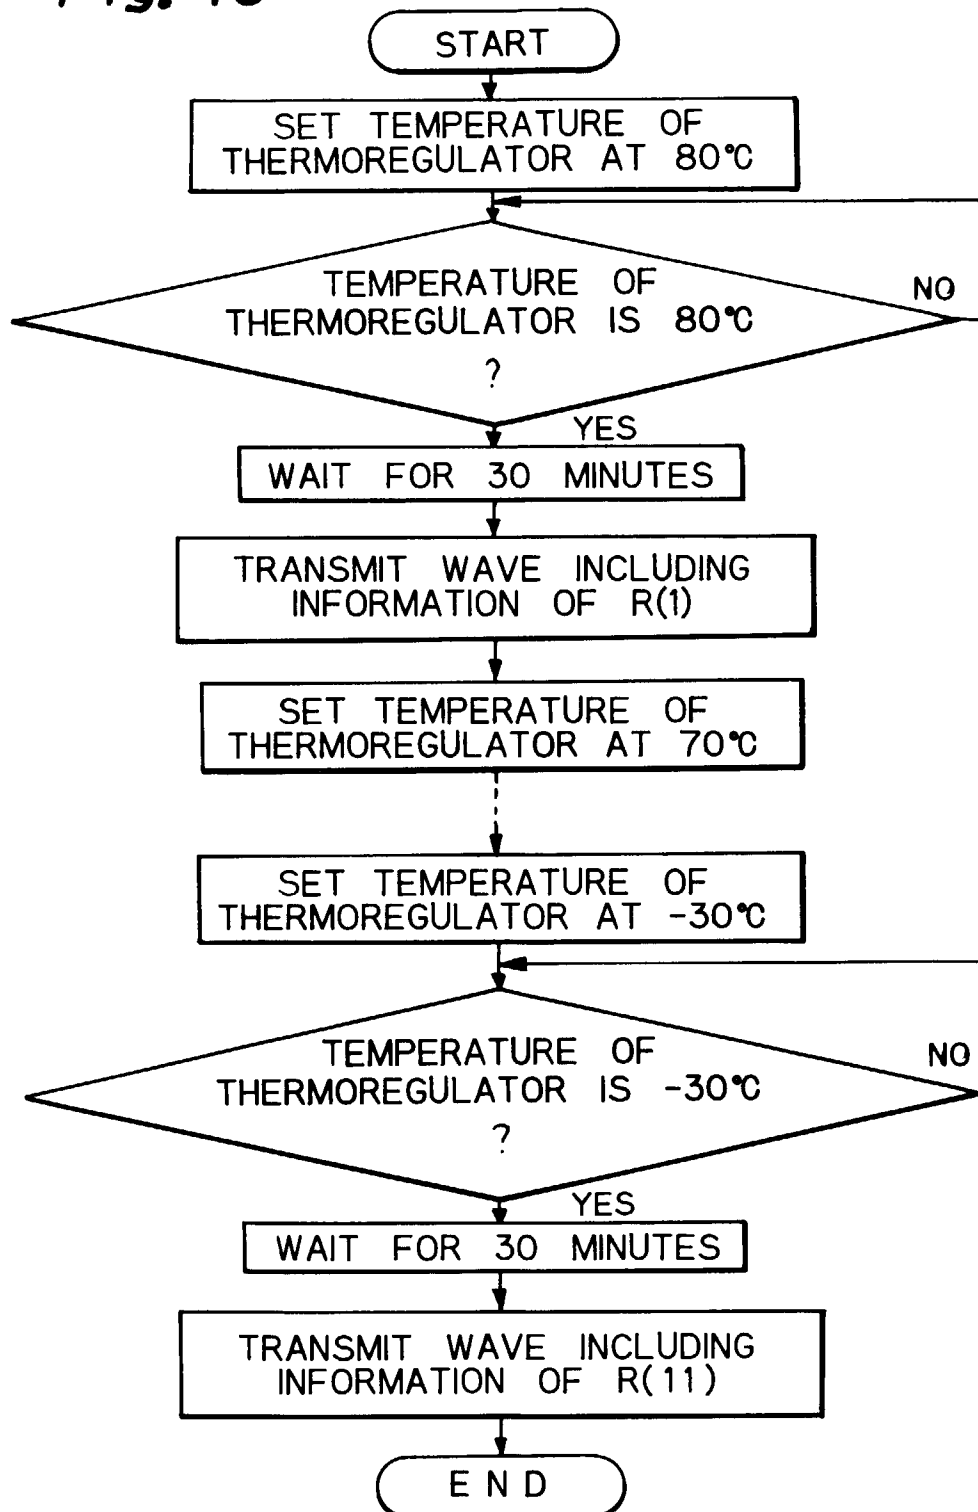 START
SET TEMPERATURE OF
THERMOREGULATOR AT 80°C
TEMPERATURE OF
THERMOREGULATOR IS 80°C
?
NO
YES
WAIT FOR 30 MINUTES
TRANSMIT WAVE INCLUDING
INFORMATION OF R(1)
SET TEMPERATURE OF
THERMOREGULATOR AT 70°C
SET TEMPERATURE OF
THERMOREGULATOR AT -30°C
TEMPERATURE OF
THERMOREGULATOR IS -30°C
?
NO
YES
WAIT FOR 30 MINUTES
TRANSMIT WAVE INCLUDING
INFORMATION OF R(11)
END